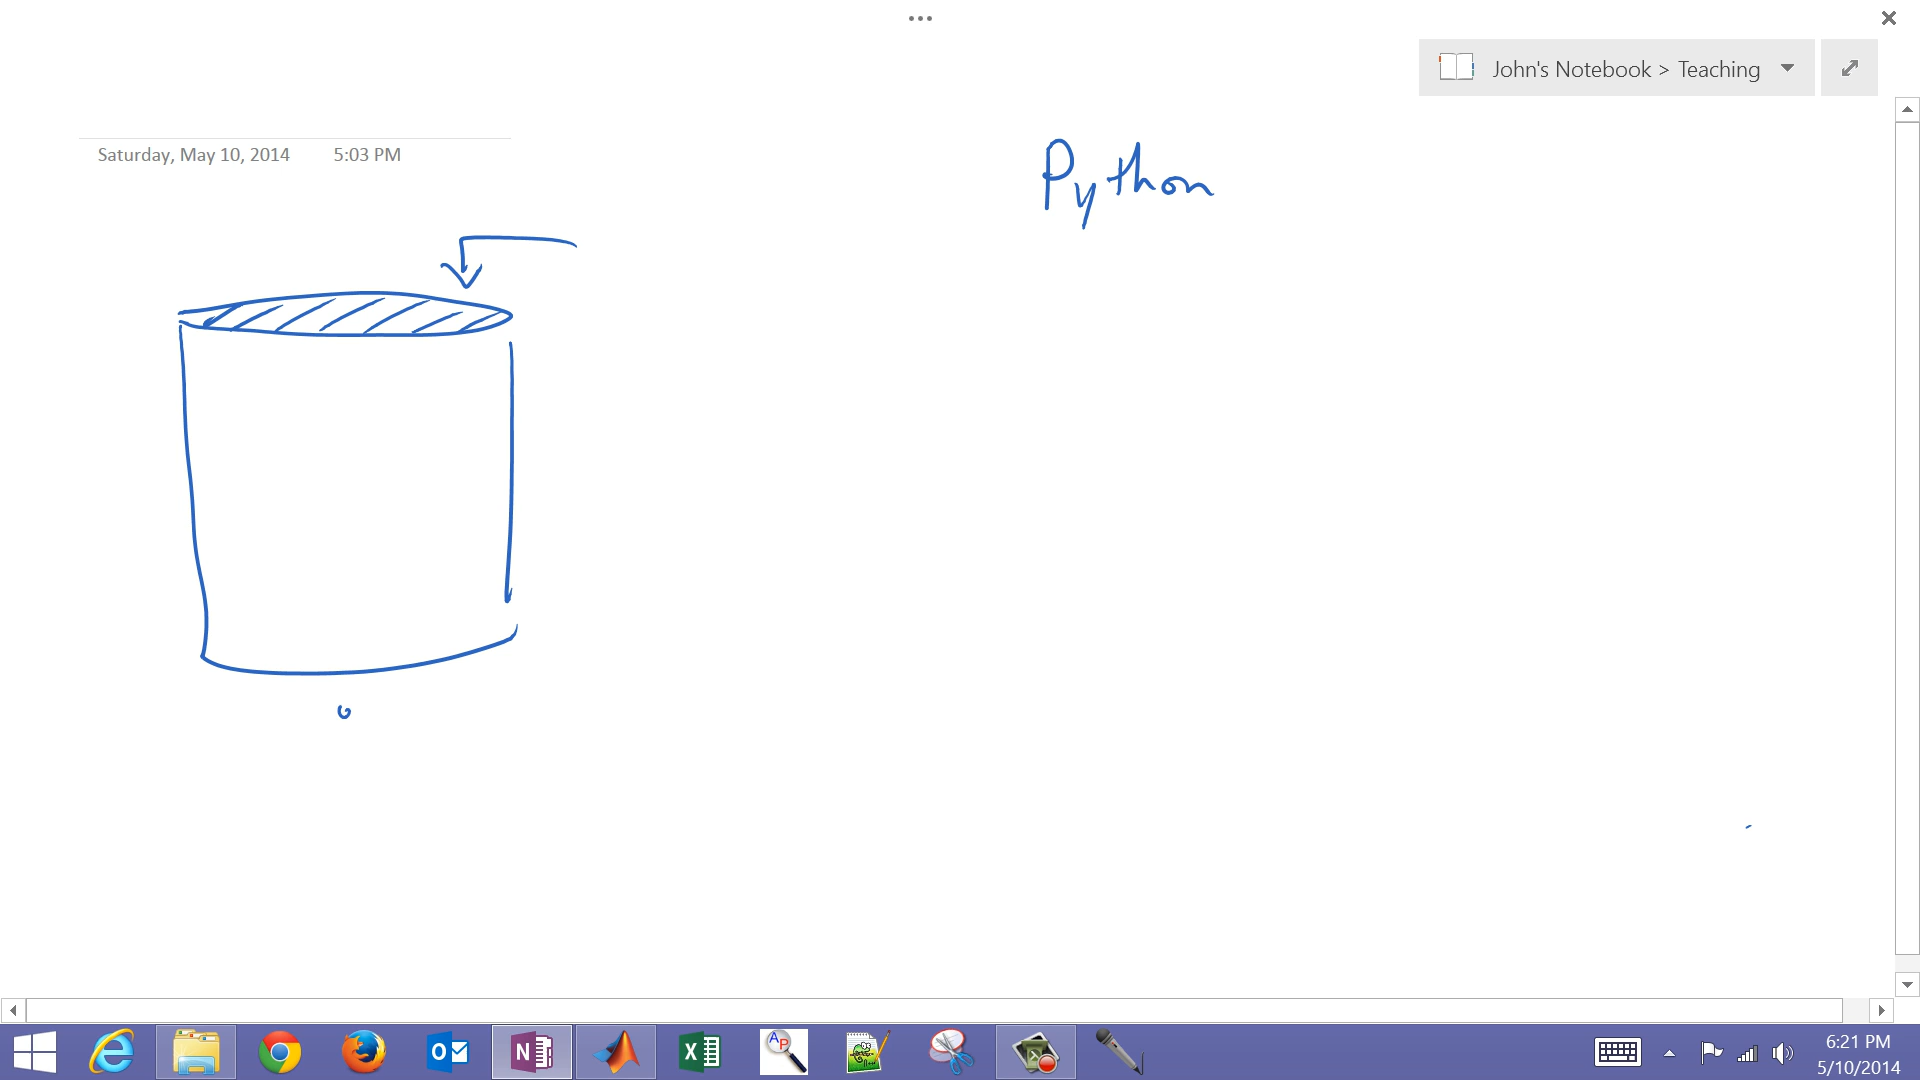 John's Notebook > Teaching
Saturday, May 10, 2014 5:03 PM
Python
6:21 PM
5/10/2014